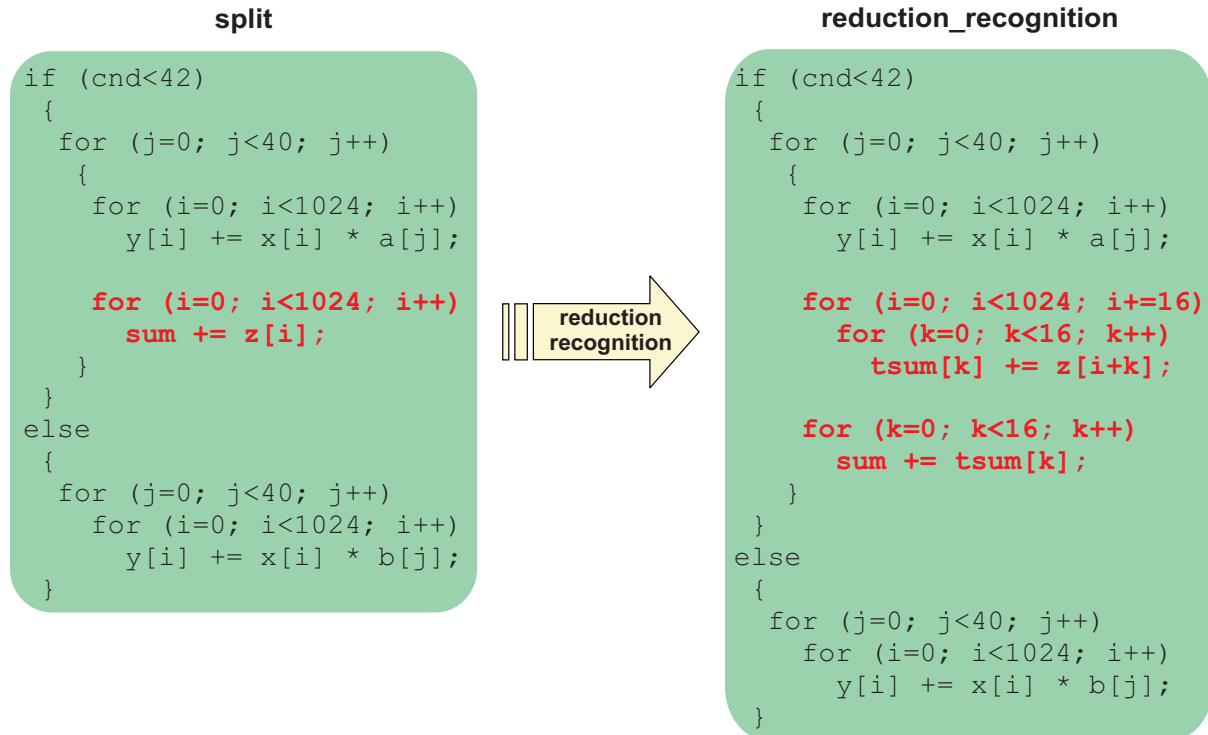 split
if (cnd<42)
 {
  for (j=0; j<40; j++)
   {
    for (i=0; i<1024; i++)
      y[i] += x[i] * a[j];

    for (i=0; i<1024; i++)
      sum += z[i];
   }
 }
else
 {
  for (j=0; j<40; j++)
    for (i=0; i<1024; i++)
      y[i] += x[i] * b[j];
 }
reduction
recognition
reduction_recognition
if (cnd<42)
 {
  for (j=0; j<40; j++)
   {
    for (i=0; i<1024; i++)
      y[i] += x[i] * a[j];

    for (i=0; i<1024; i+=16)
      for (k=0; k<16; k++)
        tsum[k] += z[i+k];

    for (k=0; k<16; k++)
      sum += tsum[k];
   }
 }
else
 {
  for (j=0; j<40; j++)
    for (i=0; i<1024; i++)
      y[i] += x[i] * b[j];
 }